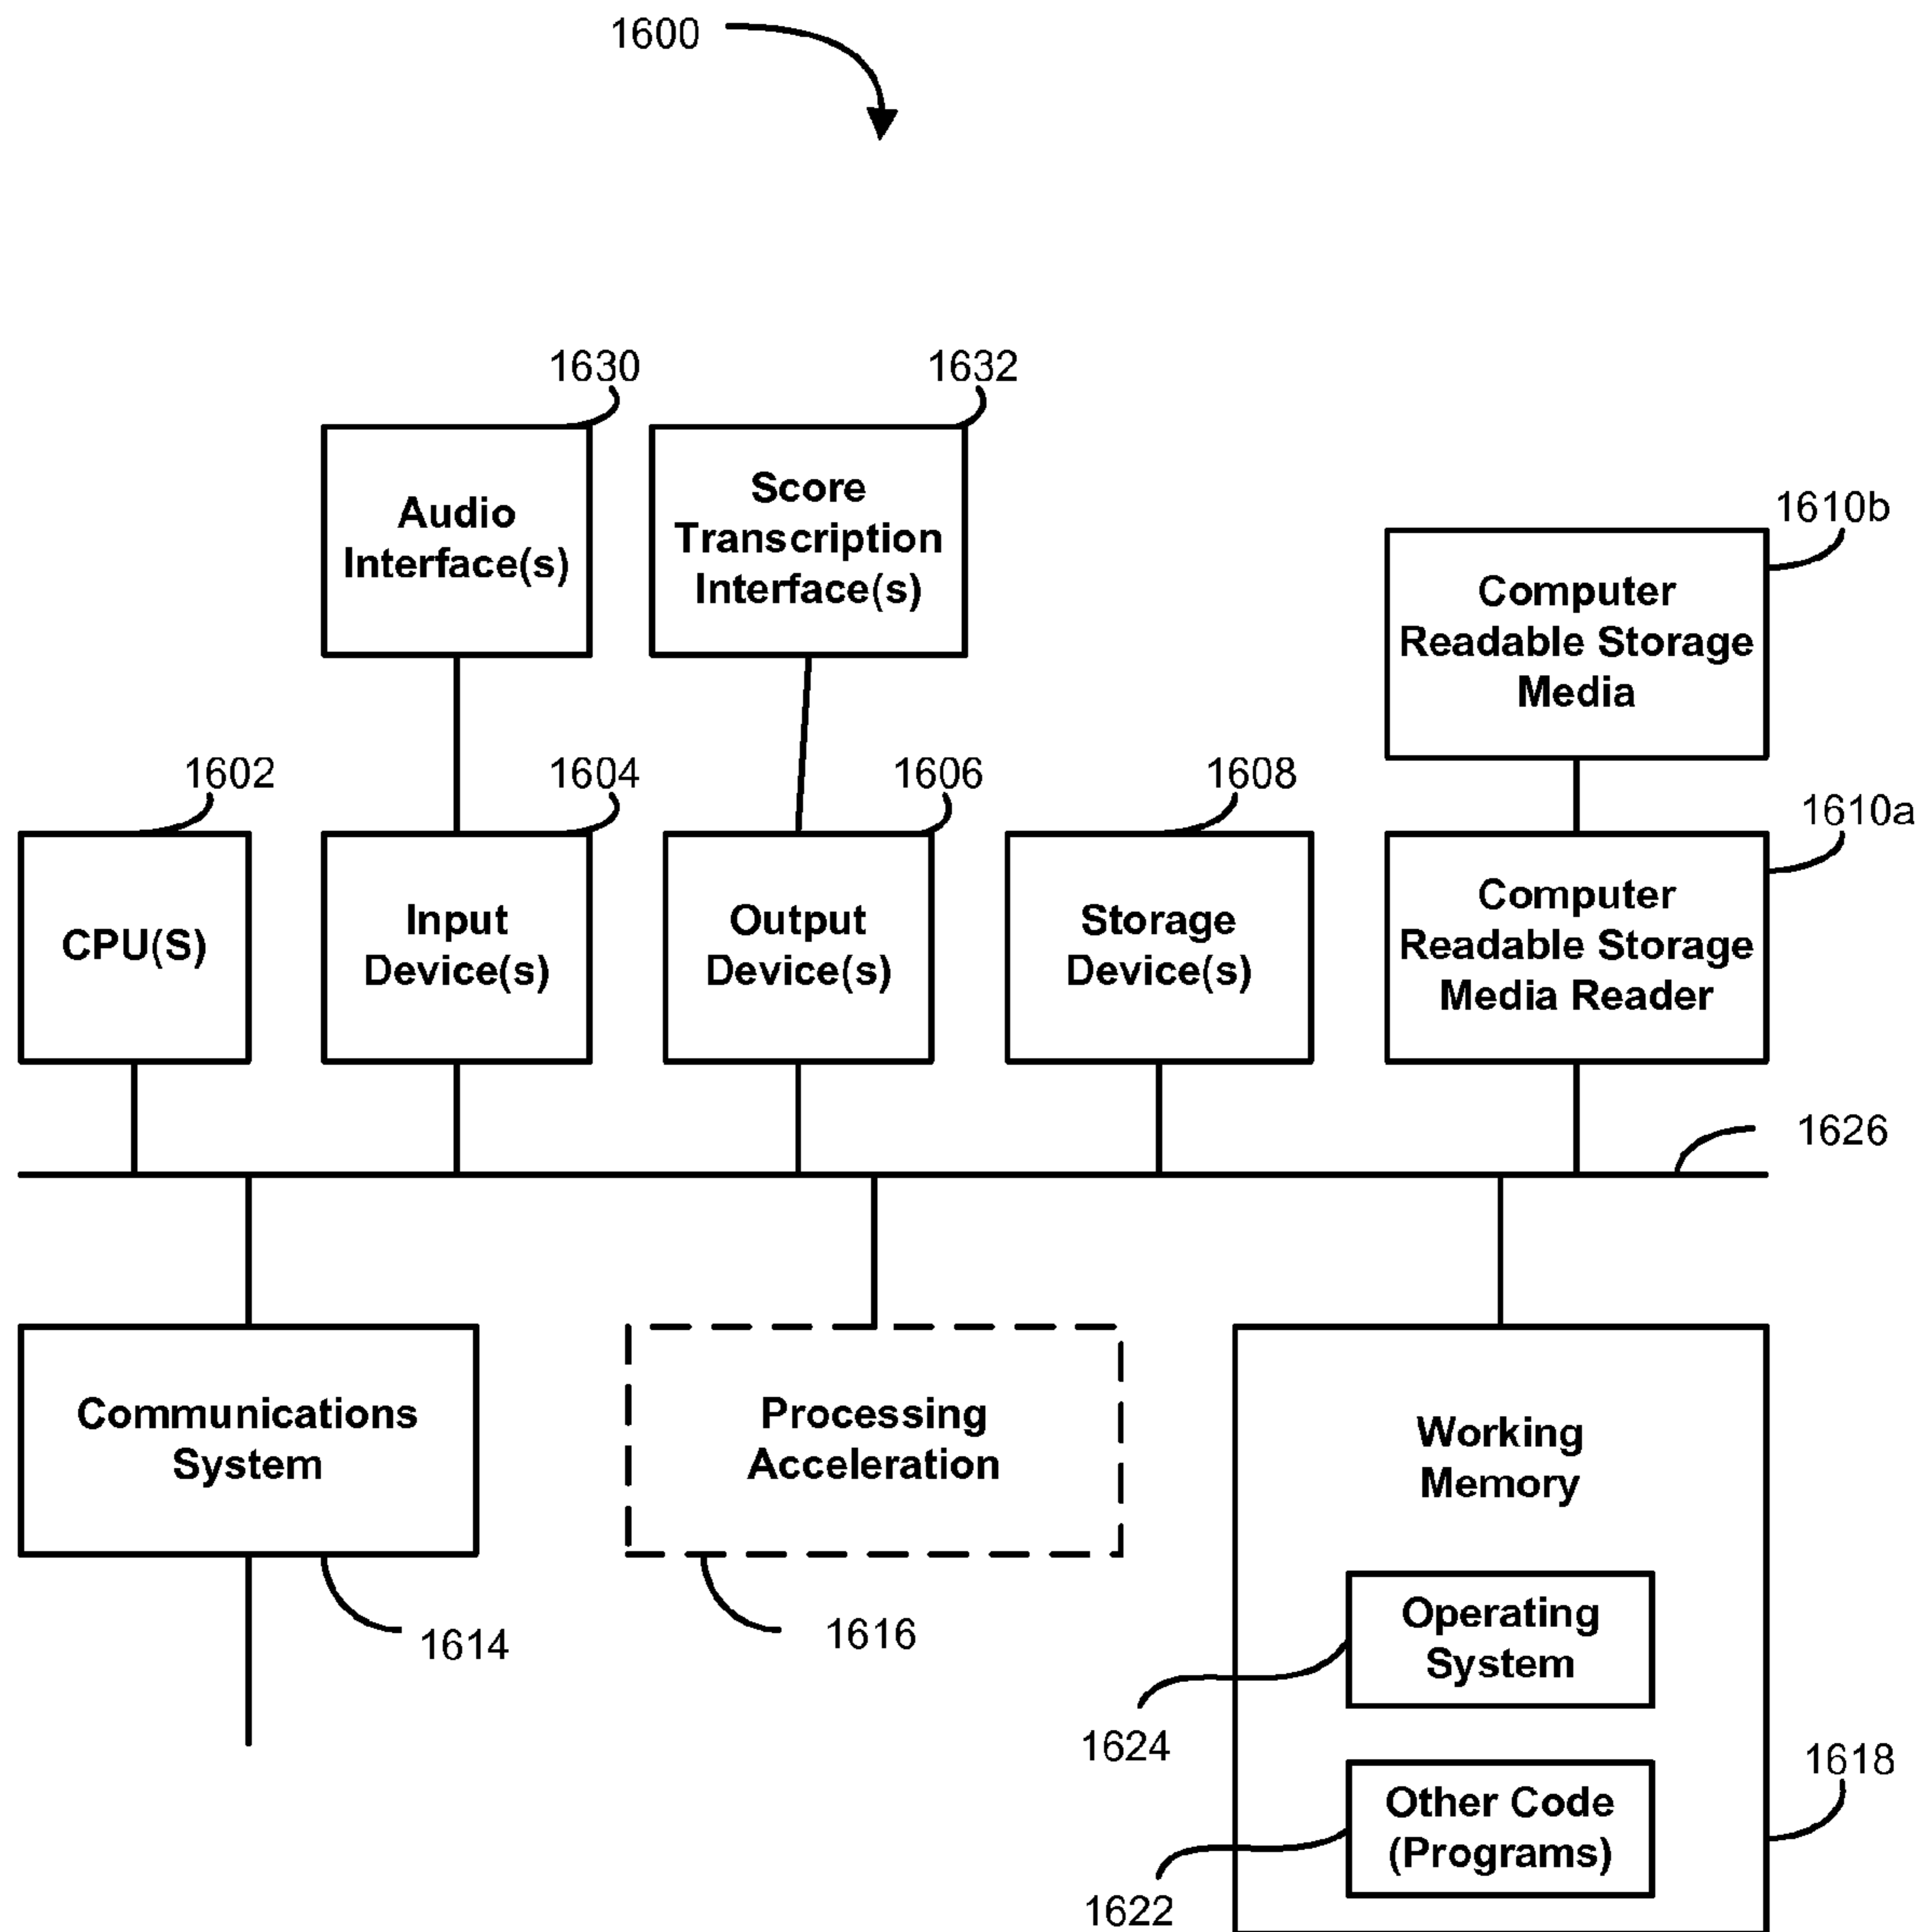 1600
1630
1632
Audio
Interface(s)
Score
Transcription
Interface(s)
1610b
Computer
Readable Storage
Media
1602
1604
1606
1608
1610a
CPU(S)
Input
Device(s)
Output
Device(s)
Storage
Device(s)
Computer
Readable Storage
Media Reader
1626
Communications
System
Processing
Acceleration
Working
Memory
1614
1616
Operating
System
1624
1618
Other Code
(Programs)
1622